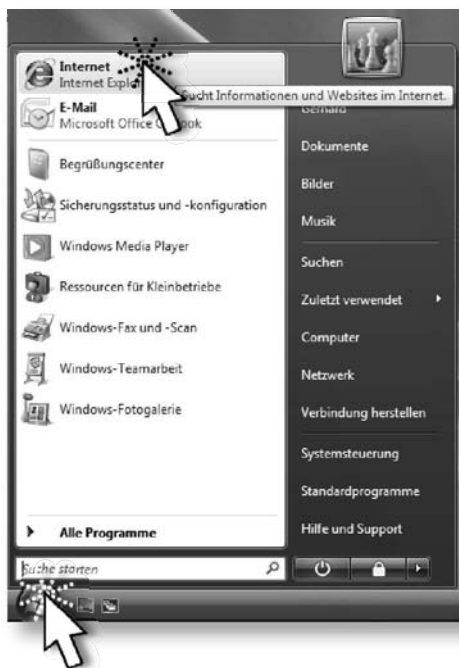 Internet
Internet Explo
Sucht Informationen und Websites im Internet.
E-Mail
Microsoft Office
Begrüßungscenter
Sicherungsstatus und -konfiguration
Windows Media Player
Ressourcen für Kleinbetriebe
Windows-Fax und -Scan
Windows-Teamarbeit
Windows-Fotogalerie
Alle Programme
Suche starten
Gerhard
Dokumente
Bilder
Musik
Suchen
Zuletzt verwendet
Computer
Netzwerk
Verbindung herstellen
Systemsteuerung
Standardprogramme
Hilfe und Support